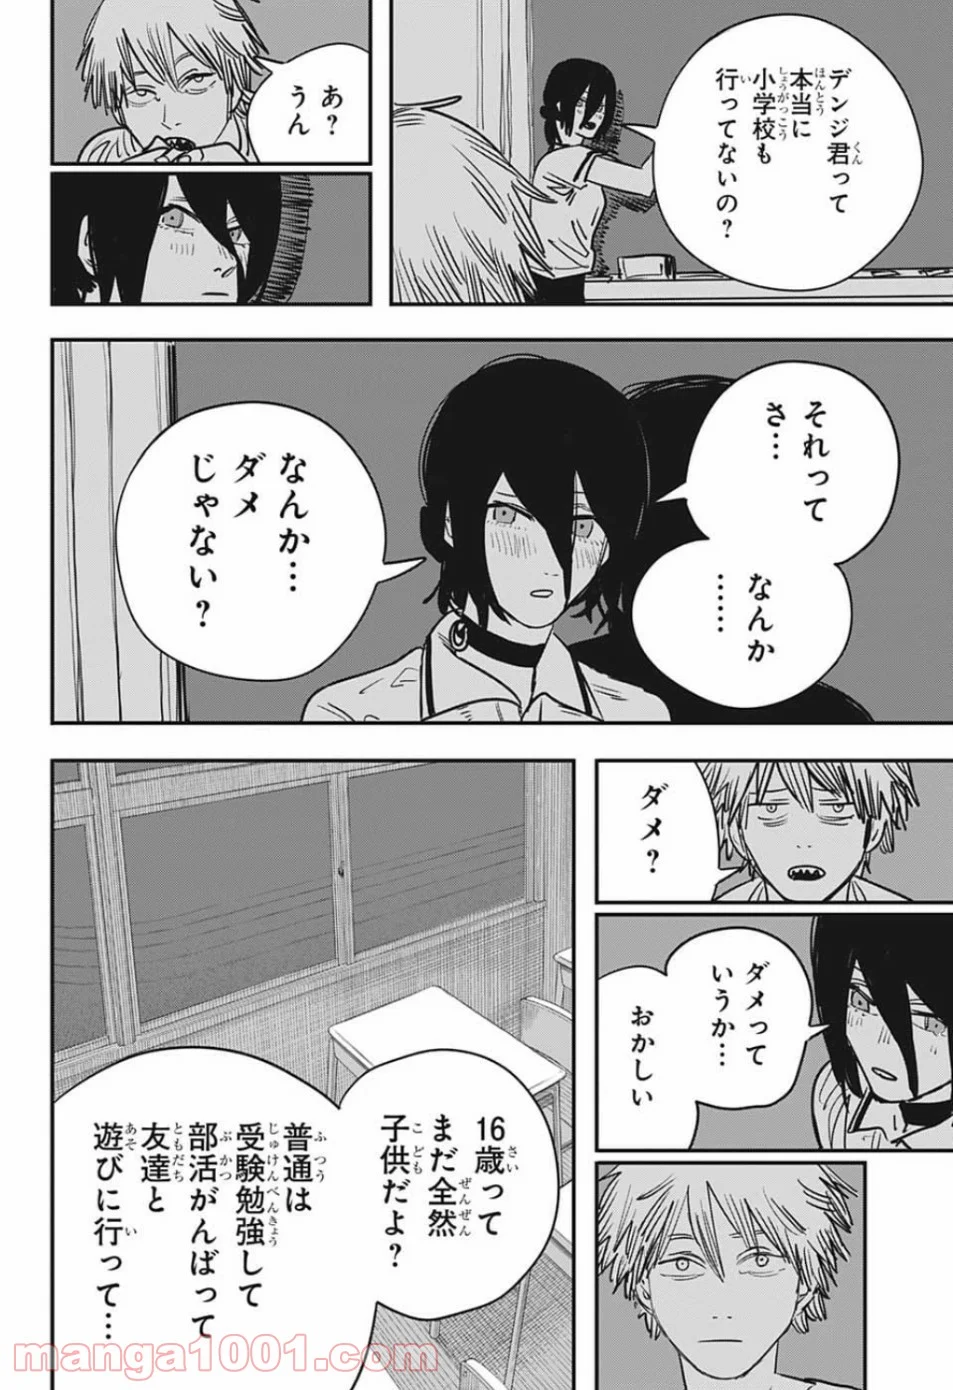 デンジ君って
本当に
小学校も
行ってないの？
あ？
うん
それって
さ…
なんか
……
なんか…
ダメ
じゃない？
ダメ？
ダメって
いうか…
おかしい
16歳って
まだ全然
子供だよ？
普通は
受験勉強して
部活がんばって
友達と
遊びに行って…
manga1001.com